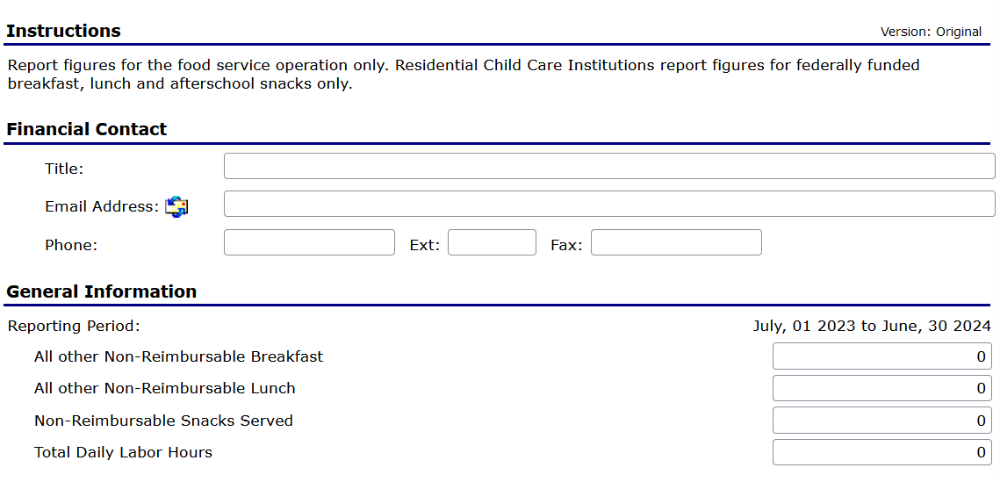 Instructions
Version: Original
Report figures for the food service operation only. Residential Child Care Institutions report figures for federally funded
breakfast, lunch and afterschool snacks only.
Financial Contact
Title:
Email Address:
Phone: Ext: Fax:
General Information
Reporting Period: July, 01 2023 to June, 30 2024
All other Non-Reimbursable Breakfast 0
All other Non-Reimbursable Lunch 0
Non-Reimbursable Snacks Served 0
Total Daily Labor Hours 0